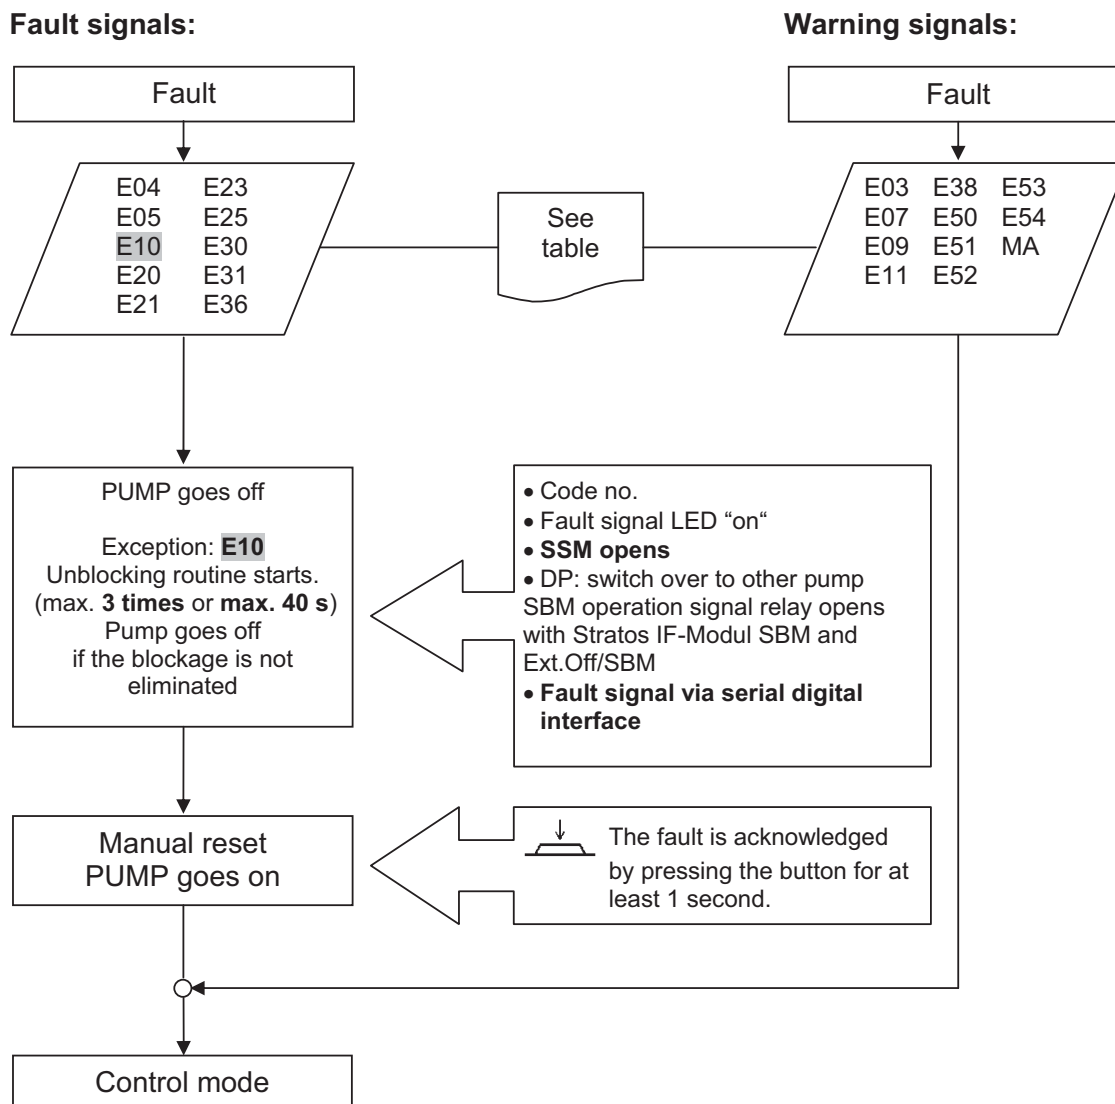 Fault signals:
Warning signals:
Fault
Fault
E04 E23
E05 E25
E10 E30
E20 E31
E21 E36
See
table
E03 E38 E53
E07 E50 E54
E09 E51 MA
E11 E52
PUMP goes off
Exception: E10
Unblocking routine starts.
(max. 3 times or max. 40 s)
Pump goes off
if the blockage is not
eliminated
• Code no.
• Fault signal LED “on“
• SSM opens
• DP: switch over to other pump
SBM operation signal relay opens
with Stratos IF-Modul SBM and
Ext.Off/SBM
• Fault signal via serial digital
interface
Manual reset
PUMP goes on
The fault is acknowledged
by pressing the button for at
least 1 second.
Control mode